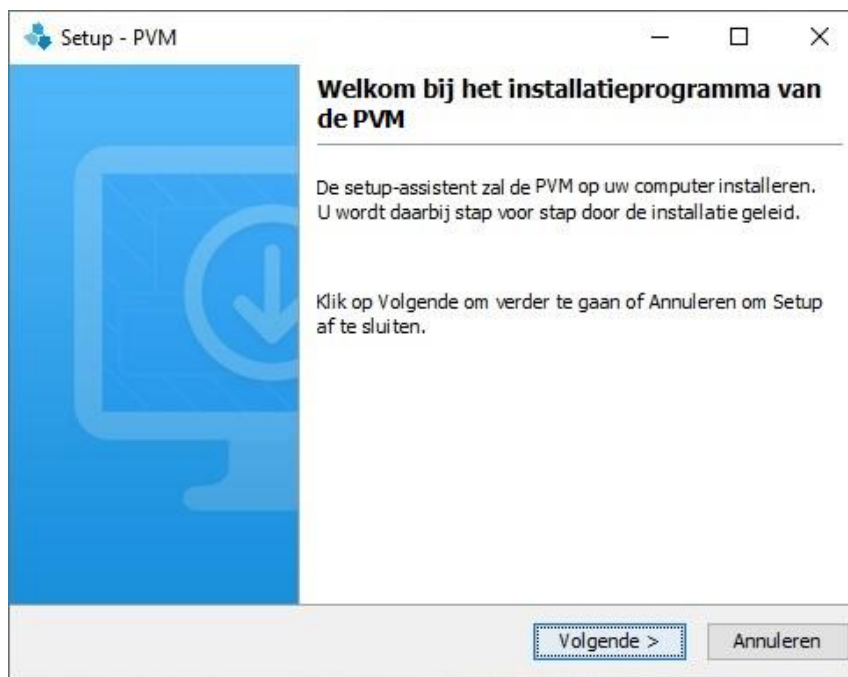 Setup - PVM
Welkom bij het installatieprogramma van
de PVM
De setup-assistent zal de PVM op uw computer installeren.
U wordt daarbij stap voor stap door de installatie geleid.
Klik op Volgende om verder te gaan of Annuleren om Setup
af te sluiten.
Volgende >
Annuleren